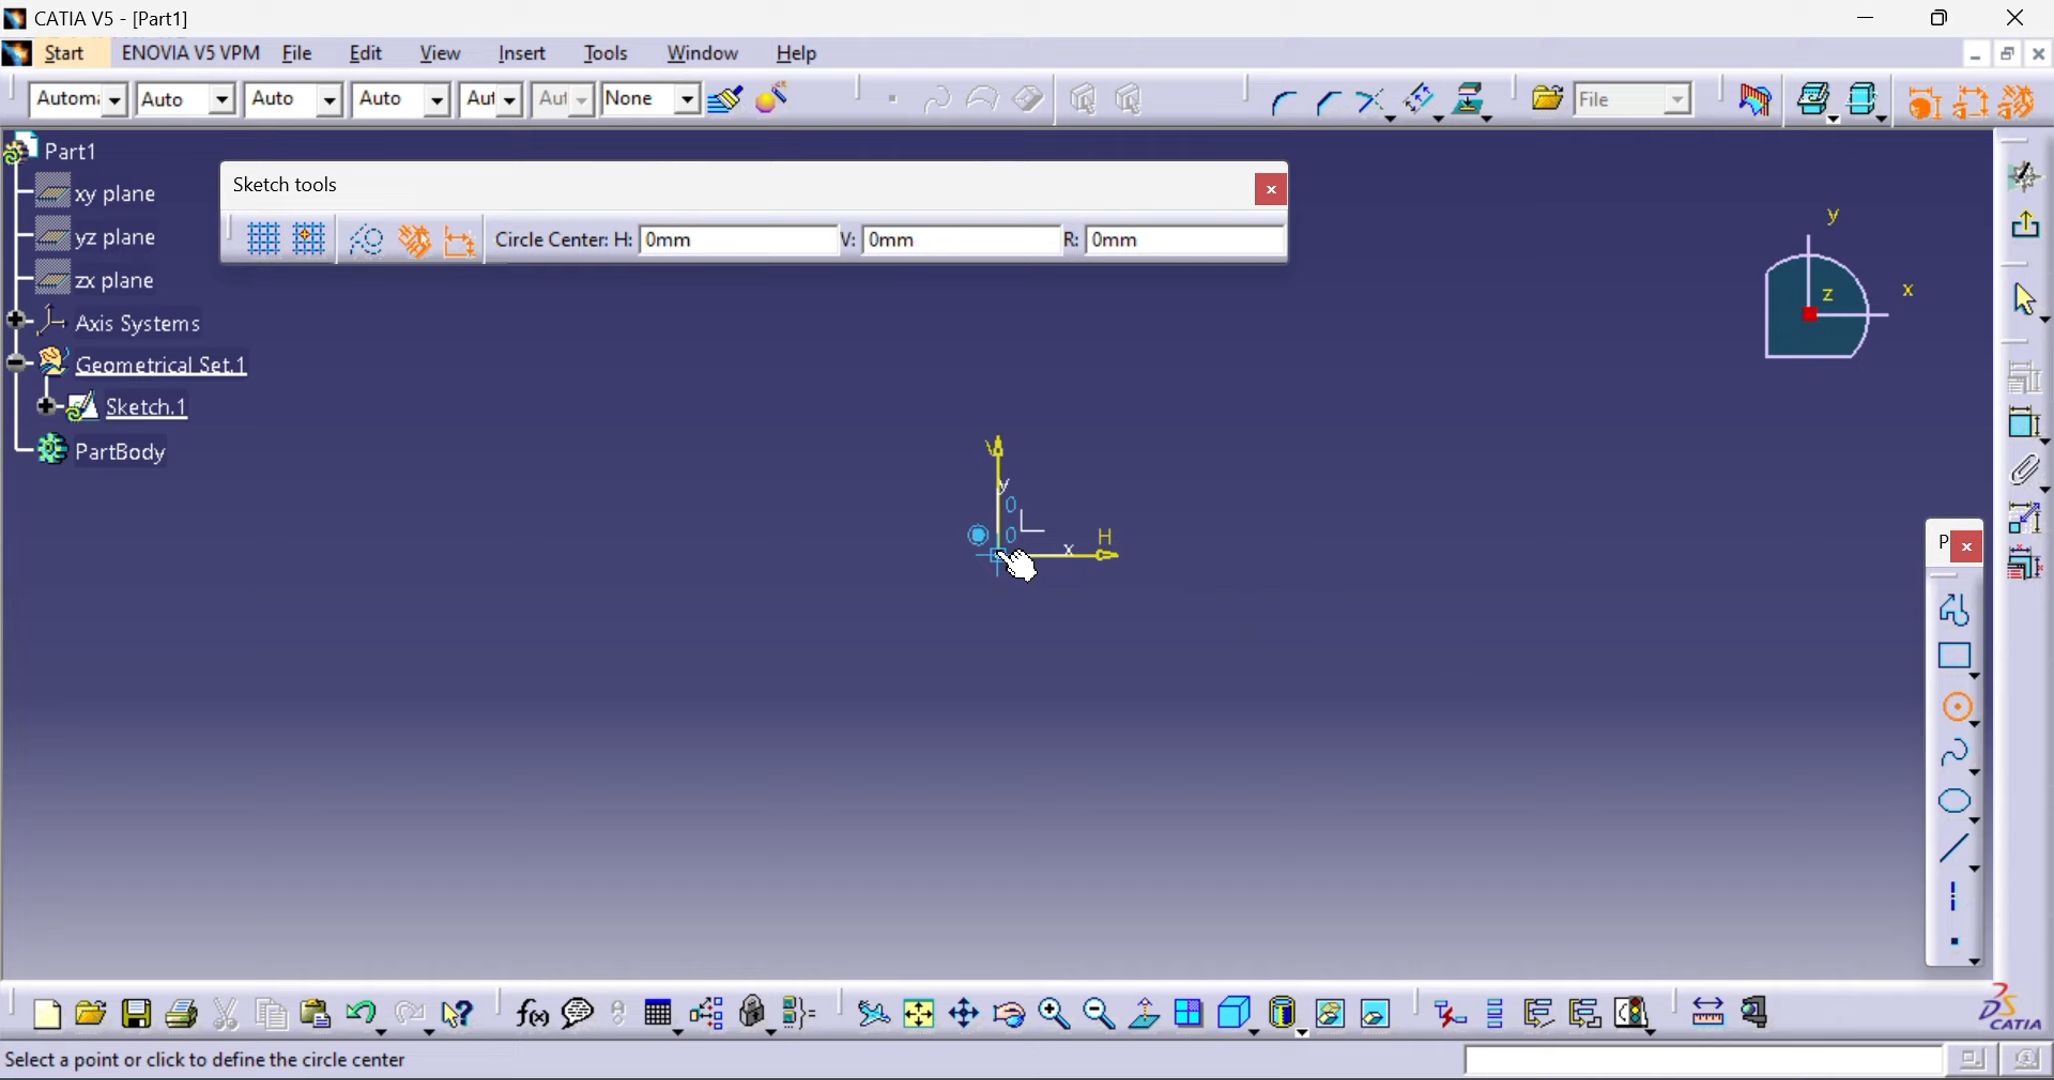 CATIA V5 - [Part1]
Start ENOVIA V5 VPM File Edit View Insert Tools Window Help
Auto Auto Auto None File
Part1
xy plane
Sketch tools
yz plane
Circle Center: H: 0mm V: 0mm R: 0mm
zx plane
Axis Systems
Geometrical Set.1
Sketch.1
PartBody
y
x
z
V
y
0
0
H
x
P
f(x)
CATIA
Select a point or click to define the circle center